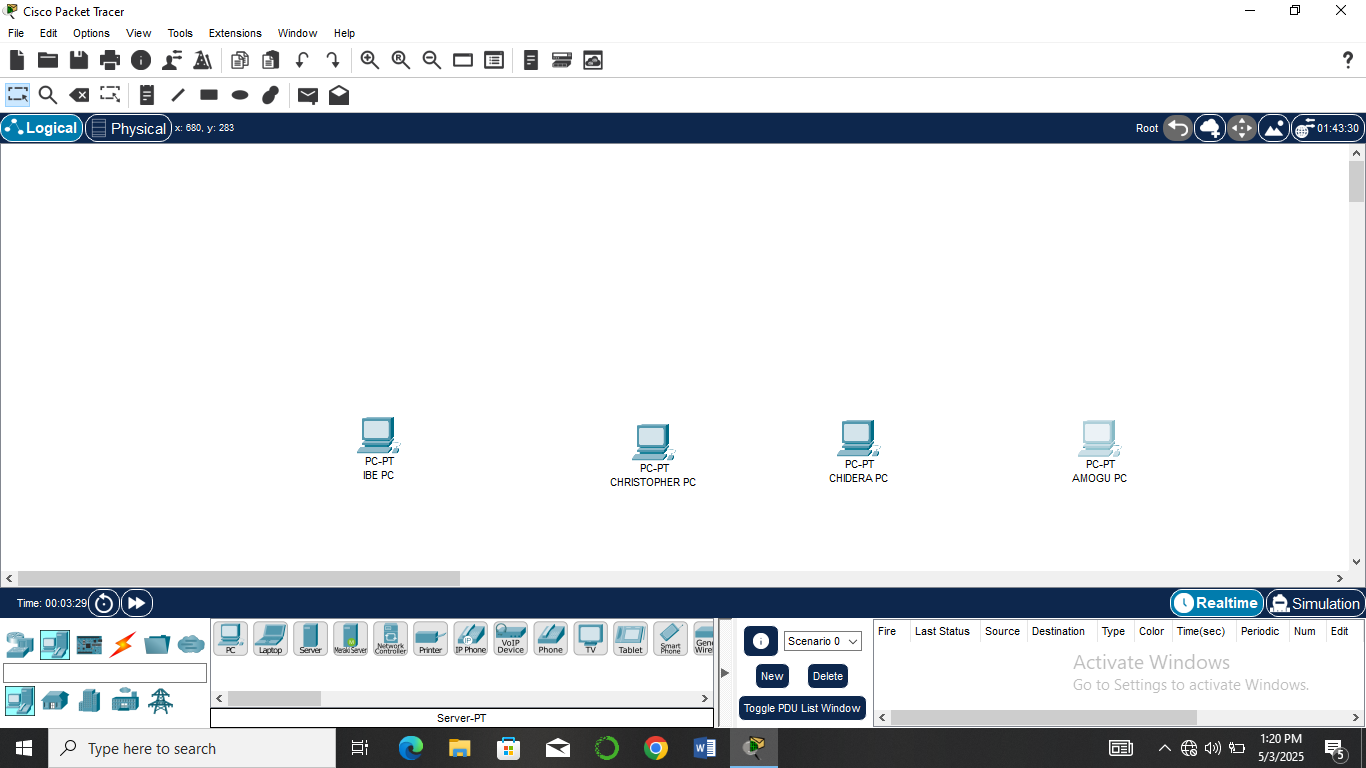 Cisco Packet Tracer
File Edit Options View Tools Extensions Window Help
Logical Physical x: 680, y: 283 Root 01:43:30
PC-PT
IBE PC
PC-PT
CHRISTOPHER PC
PC-PT
CHIDERA PC
PC-PT
AMOGU PC
Time: 00:03:29 Realtime Simulation
PC Laptop Server Meraki Server Network Controller Printer IP Phone VoIP Device Phone TV Tablet Smart Phone
Server-PT
Scenario 0
New Delete
Toggle PDU List Window
Fire Last Status Source Destination Type Color Time(sec) Periodic Num Edit
Activate Windows
Go to Settings to activate Windows.
Type here to search
1:20 PM
5/3/2025
5